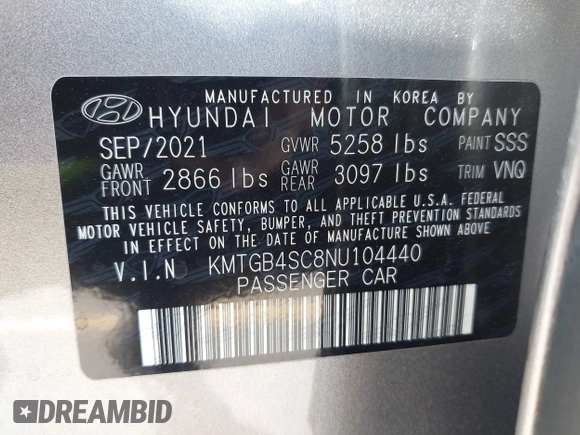 MANUFACTURED IN KOREA BY
HYUNDAI MOTOR COMPANY
SEP/2021 GVWR 5258 lbs PAINT SSS
GAWR FRONT 2866 lbs GAWR REAR 3097 lbs TRIM VNQ
THIS VEHICLE CONFORMS TO ALL APPLICABLE U.S.A. FEDERAL
MOTOR VEHICLE SAFETY, BUMPER, AND THEFT PREVENTION STANDARDS
IN EFFECT ON THE DATE OF MANUFACTURE SHOWN ABOVE.
V.I.N KMTGB4SC8NU104440
PASSENGER CAR
DREAMBID